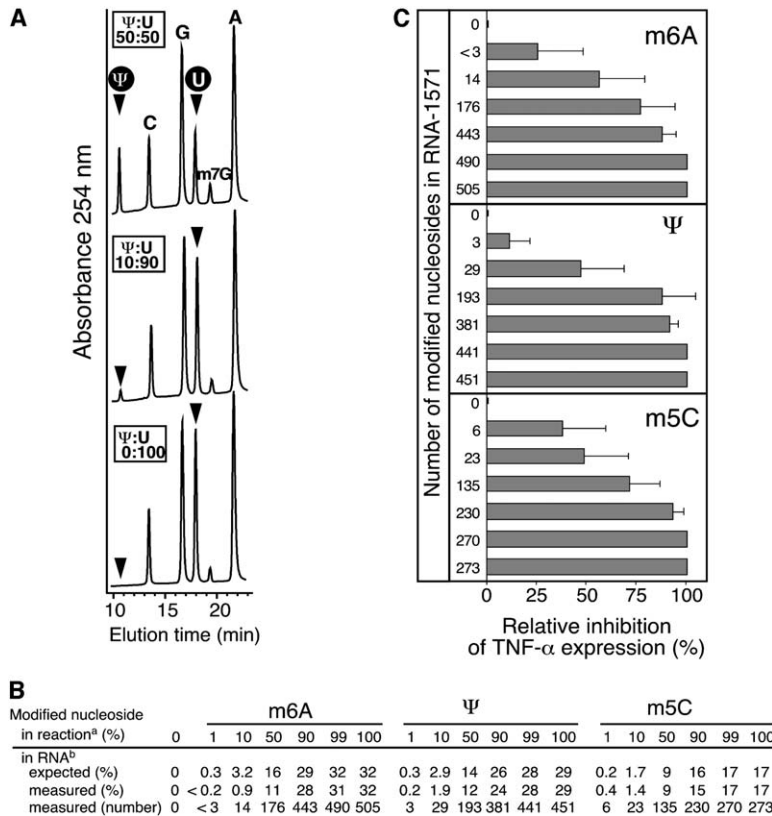 A
Ψ:U
50:50
Ψ
C
G
U
m7G
A
Ψ:U
10:90
Ψ:U
0:100
Absorbance 254 nm
10 15 20
Elution time (min)
C
Number of modified nucleosides in RNA-1571
m6A
0
<3
14
176
443
490
505
Ψ
0
3
29
193
381
441
451
m5C
0
6
23
135
230
270
273
0 25 50 75 100
Relative inhibition
of TNF-α expression (%)
B
Modified nucleoside m6A Ψ m5C
in reactionᵃ (%) 0 1 10 50 90 99 100 1 10 50 90 99 100 1 10 50 90 99 100
in RNAᵇ
expected (%) 0 0.3 3.2 16 29 32 32 0.3 2.9 14 26 28 29 0.2 1.7 9 16 17 17
measured (%) 0 <0.2 0.9 11 28 31 32 0.2 1.9 12 24 28 29 0.4 1.4 9 15 17 17
measured (number) 0 <3 14 176 443 490 505 3 29 193 381 441 451 6 23 135 230 270 273